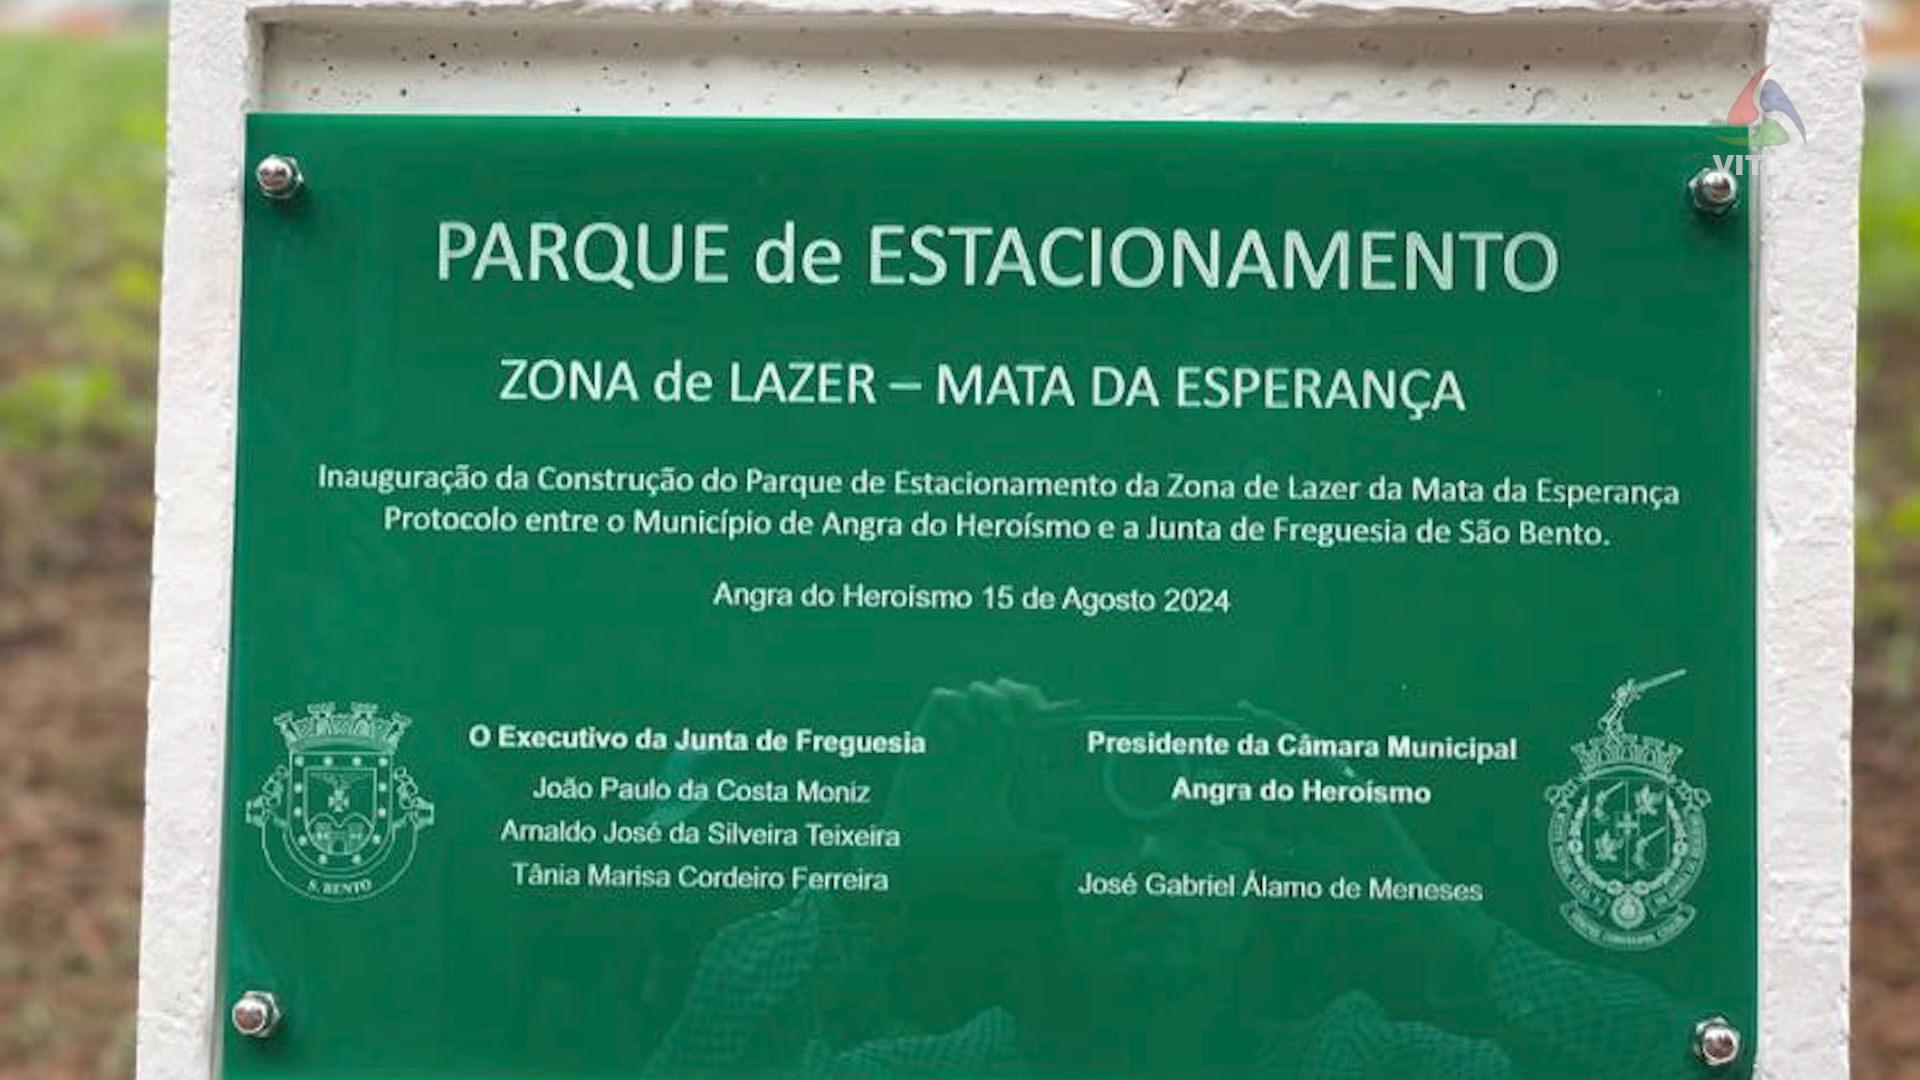 VIT
PARQUE de ESTACIONAMENTO
ZONA de LAZER – MATA DA ESPERANÇA
Inauguração da Construção do Parque de Estacionamento da Zona de Lazer da Mata da Esperança
Protocolo entre o Município de Angra do Heroísmo e a Junta de Freguesia de São Bento.
Angra do Heroísmo 15 de Agosto 2024
O Executivo da Junta de Freguesia
João Paulo da Costa Moniz
Arnaldo José da Silveira Teixeira
Tânia Marisa Cordeiro Ferreira
Presidente da Câmara Municipal
Angra do Heroísmo
José Gabriel Álamo de Meneses
S. BENTO